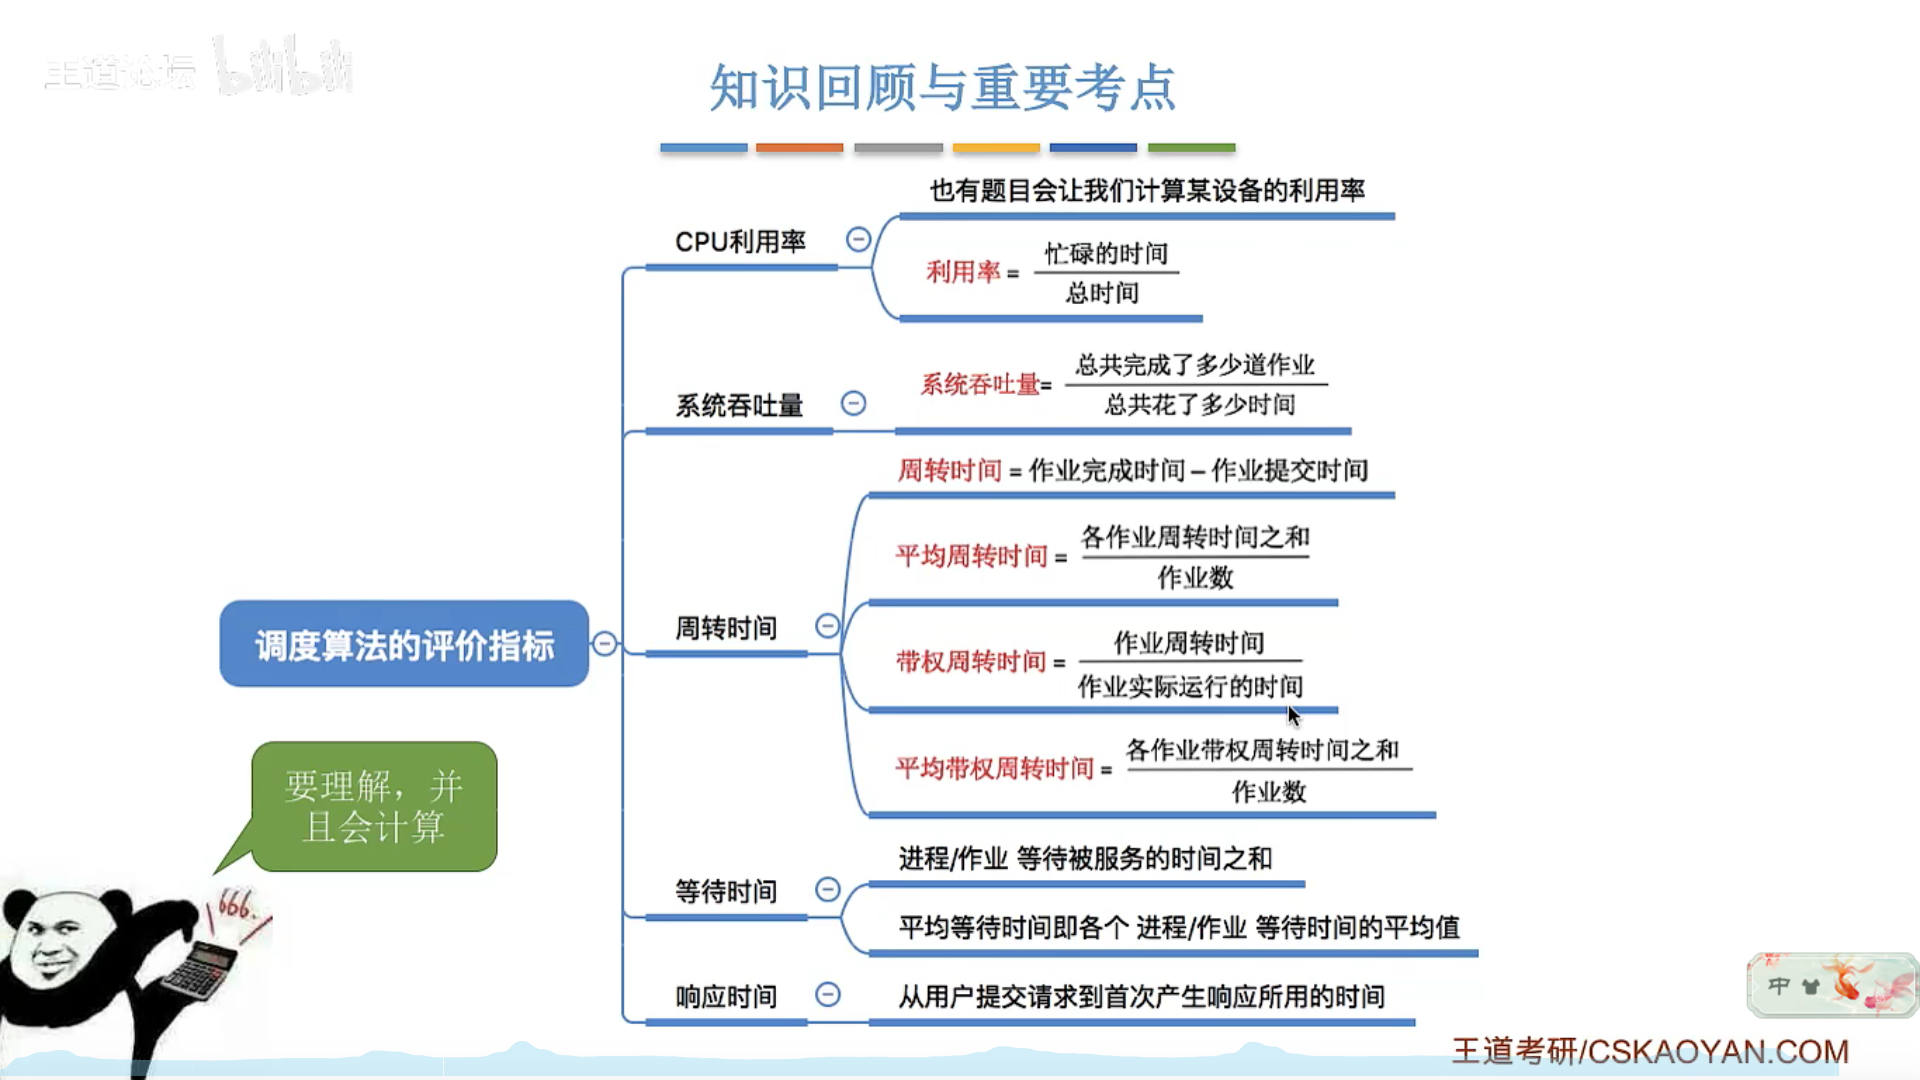 王道论坛 bilibili
知识回顾与重要考点
也有题目会让我们计算某设备的利用率
CPU利用率
利用率 = 忙碌的时间
总时间
系统吞吐量
系统吞吐量= 总共完成了多少道作业
总共花了多少时间
周转时间
周转时间 = 作业完成时间 – 作业提交时间
平均周转时间 = 各作业周转时间之和
作业数
带权周转时间 = 作业周转时间
作业实际运行的时间
平均带权周转时间 = 各作业带权周转时间之和
作业数
调度算法的评价指标
要理解，并
且会计算
666.
等待时间
进程/作业 等待被服务的时间之和
平均等待时间即各个 进程/作业 等待时间的平均值
响应时间
从用户提交请求到首次产生响应所用的时间
中
王道考研/CSKAOYAN.COM